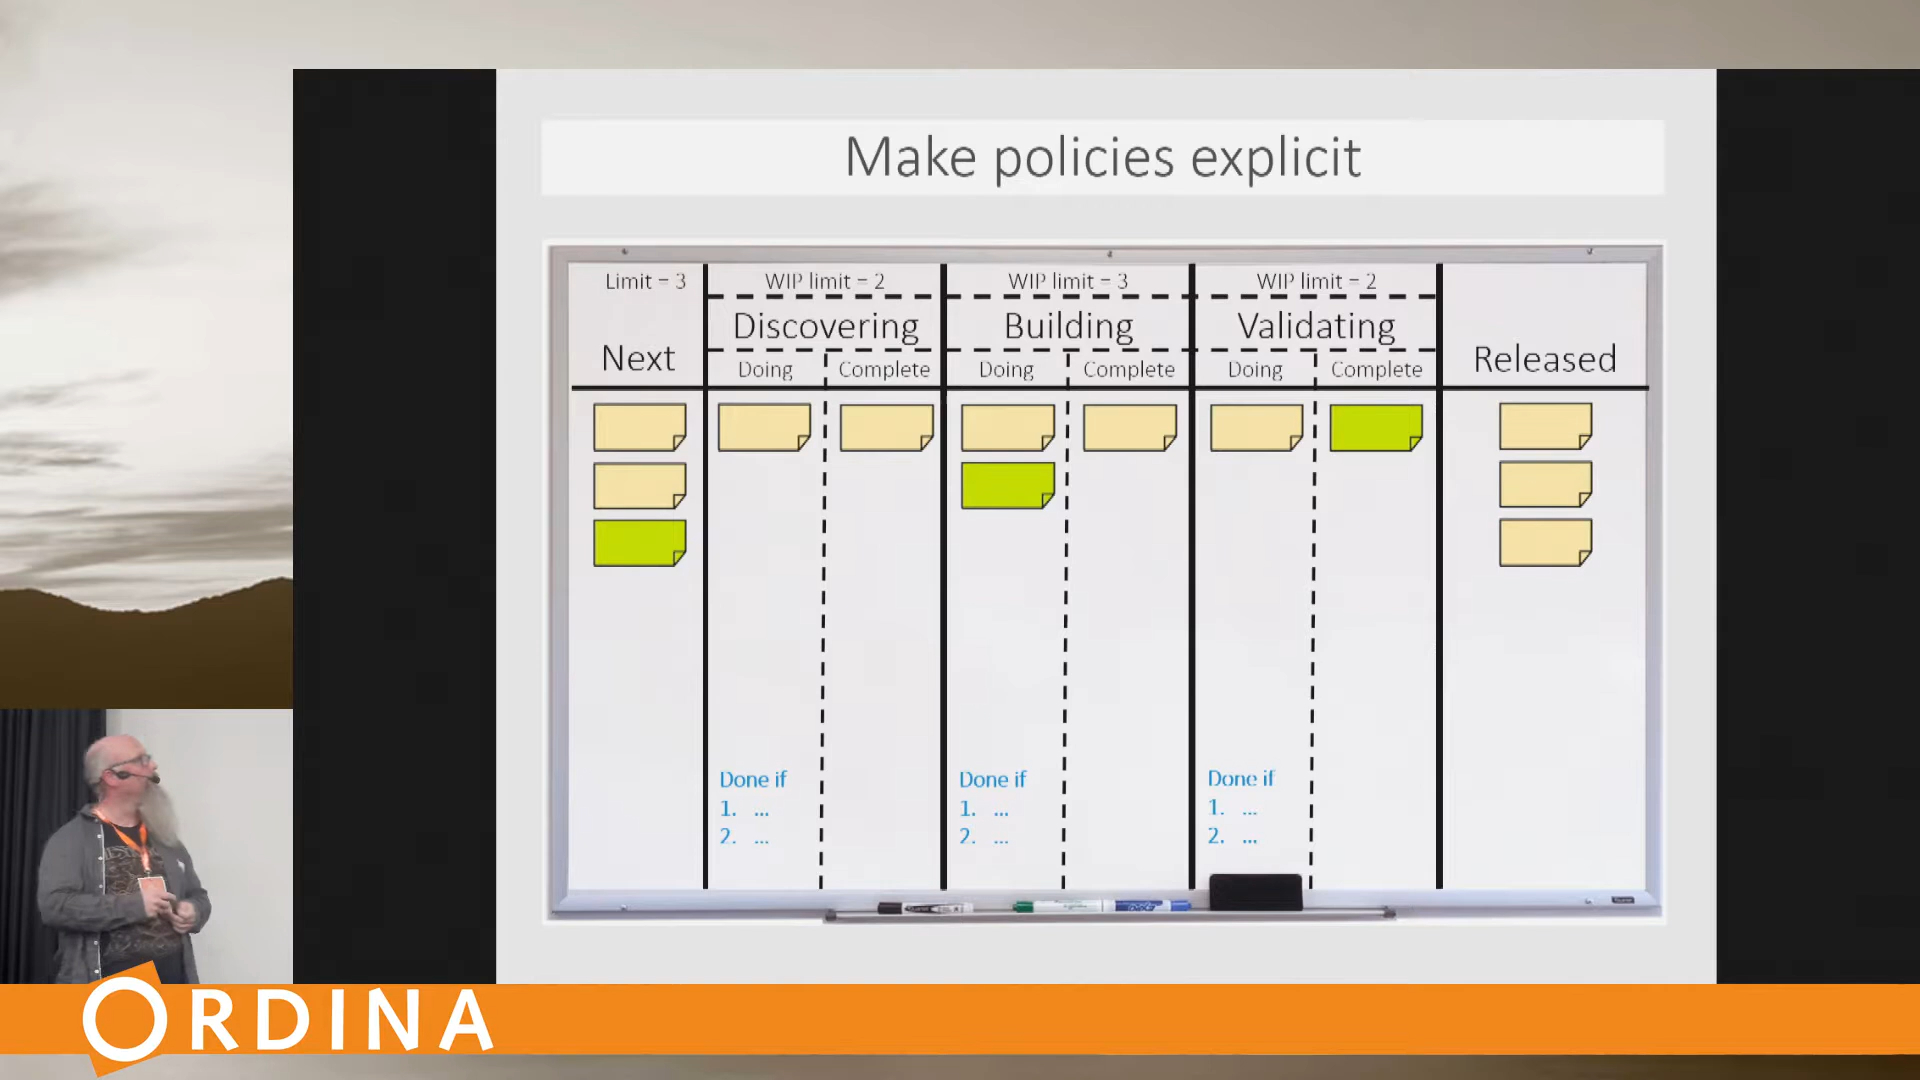 Make policies explicit
Limit = 3
WIP limit = 2
WIP limit = 3
WIP limit = 2
Next
Discovering
Building
Validating
Released
Doing
Complete
Doing
Complete
Doing
Complete
Done if
1. ...
2. ...
Done if
1. ...
2. ...
Done if
1. ...
2. ...
ORDINA